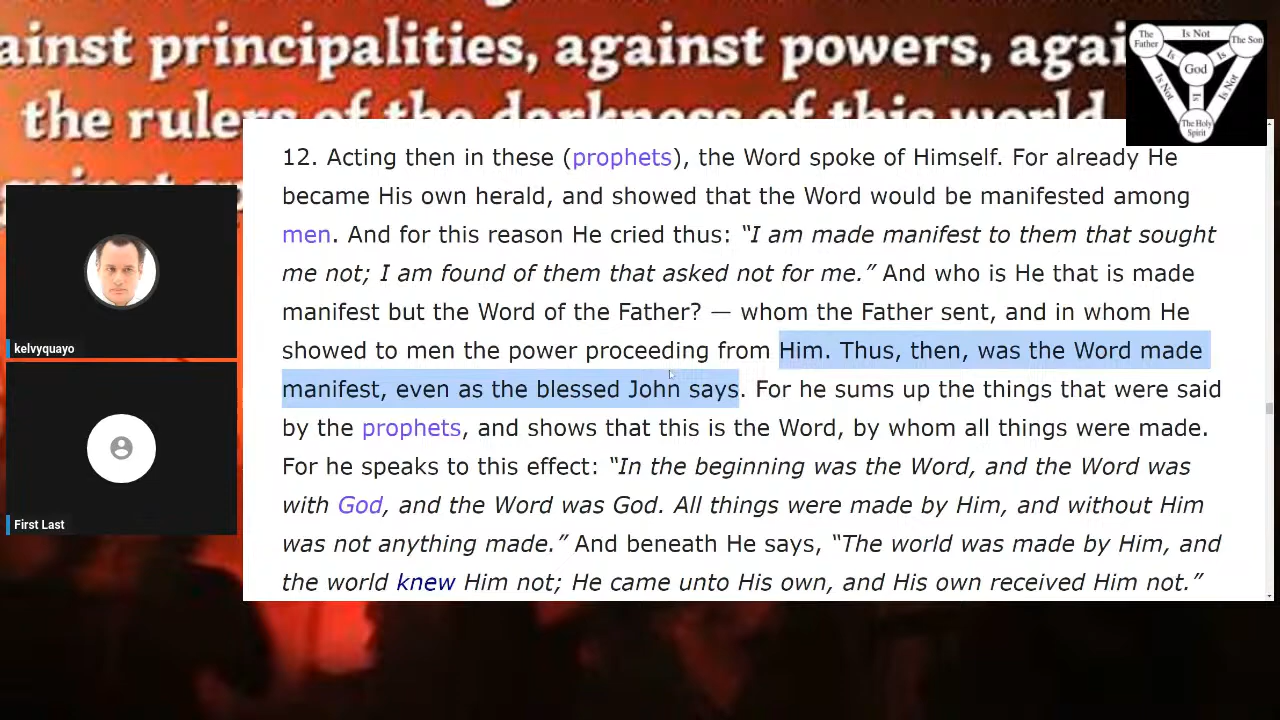 ainst principalities, against powers, agai
the rulers of the darkness of this world
12. Acting then in these (prophets), the Word spoke of Himself. For already He
became His own herald, and showed that the Word would be manifested among
men. And for this reason He cried thus: “I am made manifest to them that sought
me not; I am found of them that asked not for me.” And who is He that is made
manifest but the Word of the Father? — whom the Father sent, and in whom He
showed to men the power proceeding from Him. Thus, then, was the Word made
manifest, even as the blessed John says. For he sums up the things that were said
by the prophets, and shows that this is the Word, by whom all things were made.
For he speaks to this effect: “In the beginning was the Word, and the Word was
with God, and the Word was God. All things were made by Him, and without Him
was not anything made.” And beneath He says, “The world was made by Him, and
the world knew Him not; He came unto His own, and His own received Him not.”
kelvyquayo
First Last
The Father
Is Not
The Son
Is
Is
God
Is Not
Is
Is Not
The Holy
Spirit